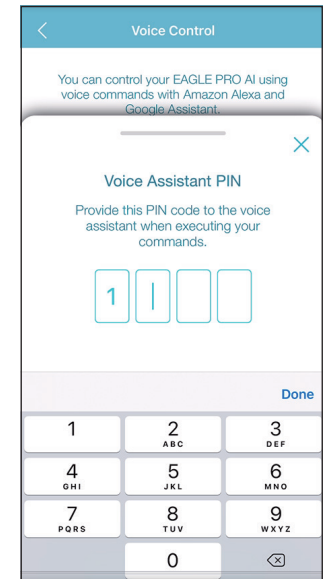 Voice Control
You can control your EAGLE PRO AI using
voice commands with Amazon Alexa and
Google Assistant.
Voice Assistant PIN
Provide this PIN code to the voice
assistant when executing your
commands.
1
Done
1 2 3
ABC DEF
4 5 6
GHI JKL MNO
7 8 9
PQRS TUV WXYZ
0